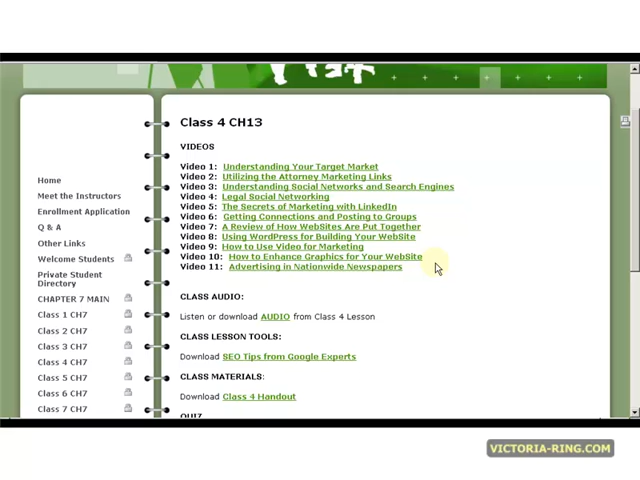 Class 4 CH13
VIDEOS
Video 1: Understanding Your Target Market
Video 2: Utilizing the Attorney Marketing Links
Video 3: Understanding Social Networks and Search Engines
Video 4: Legal Social Networking
Video 5: The Secrets of Marketing with LinkedIn
Video 6: Getting Connections and Posting to Groups
Video 7: A Review of How WebSites Are Put Together
Video 8: Using WordPress for Building Your WebSite
Video 9: How to Use Video for Marketing
Video 10: How to Enhance Graphics for Your WebSite
Video 11: Advertising in Nationwide Newspapers
CLASS AUDIO:
Listen or download AUDIO from Class 4 Lesson
CLASS LESSON TOOLS:
Download SEO Tips from Google Experts
CLASS MATERIALS:
Download Class 4 Handout
QUIZ
Home
Meet the Instructors
Enrollment Application
Q & A
Other Links
Welcome Students
Private Student
Directory
CHAPTER 7 MAIN
Class 1 CH7
Class 2 CH7
Class 3 CH7
Class 4 CH7
Class 5 CH7
Class 6 CH7
Class 7 CH7
VICTORIA-RING.COM